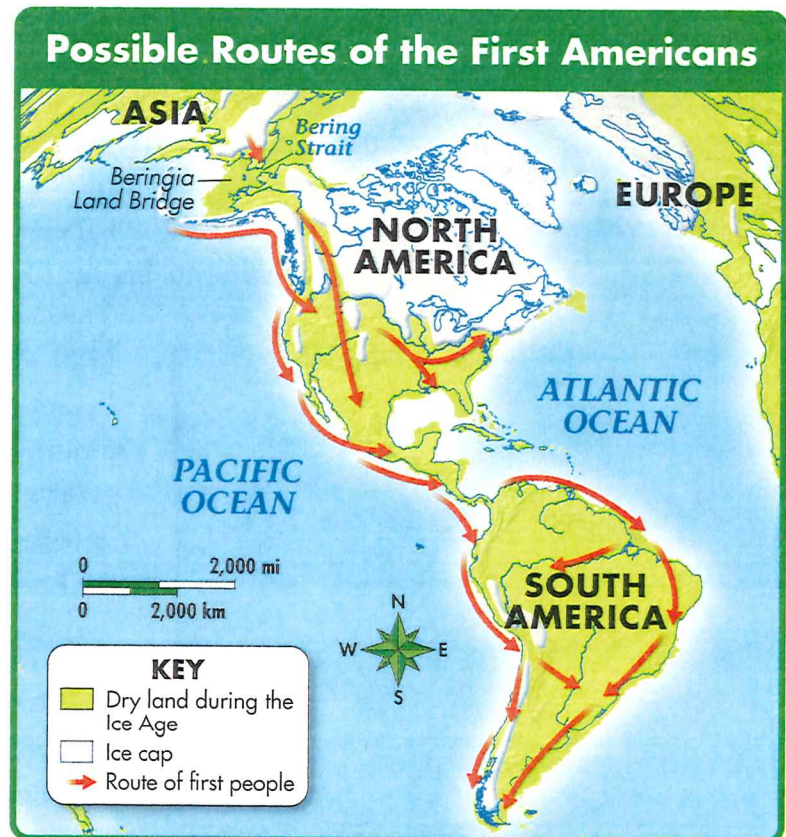 Possible Routes of the First Americans
ASIA
Bering
Strait
Beringia
Land Bridge
EUROPE
NORTH
AMERICA
ATLANTIC
OCEAN
PACIFIC
OCEAN
0 2,000 mi
0 2,000 km
SOUTH
AMERICA
N
W E
S
KEY
Dry land during the
Ice Age
Ice cap
Route of first people